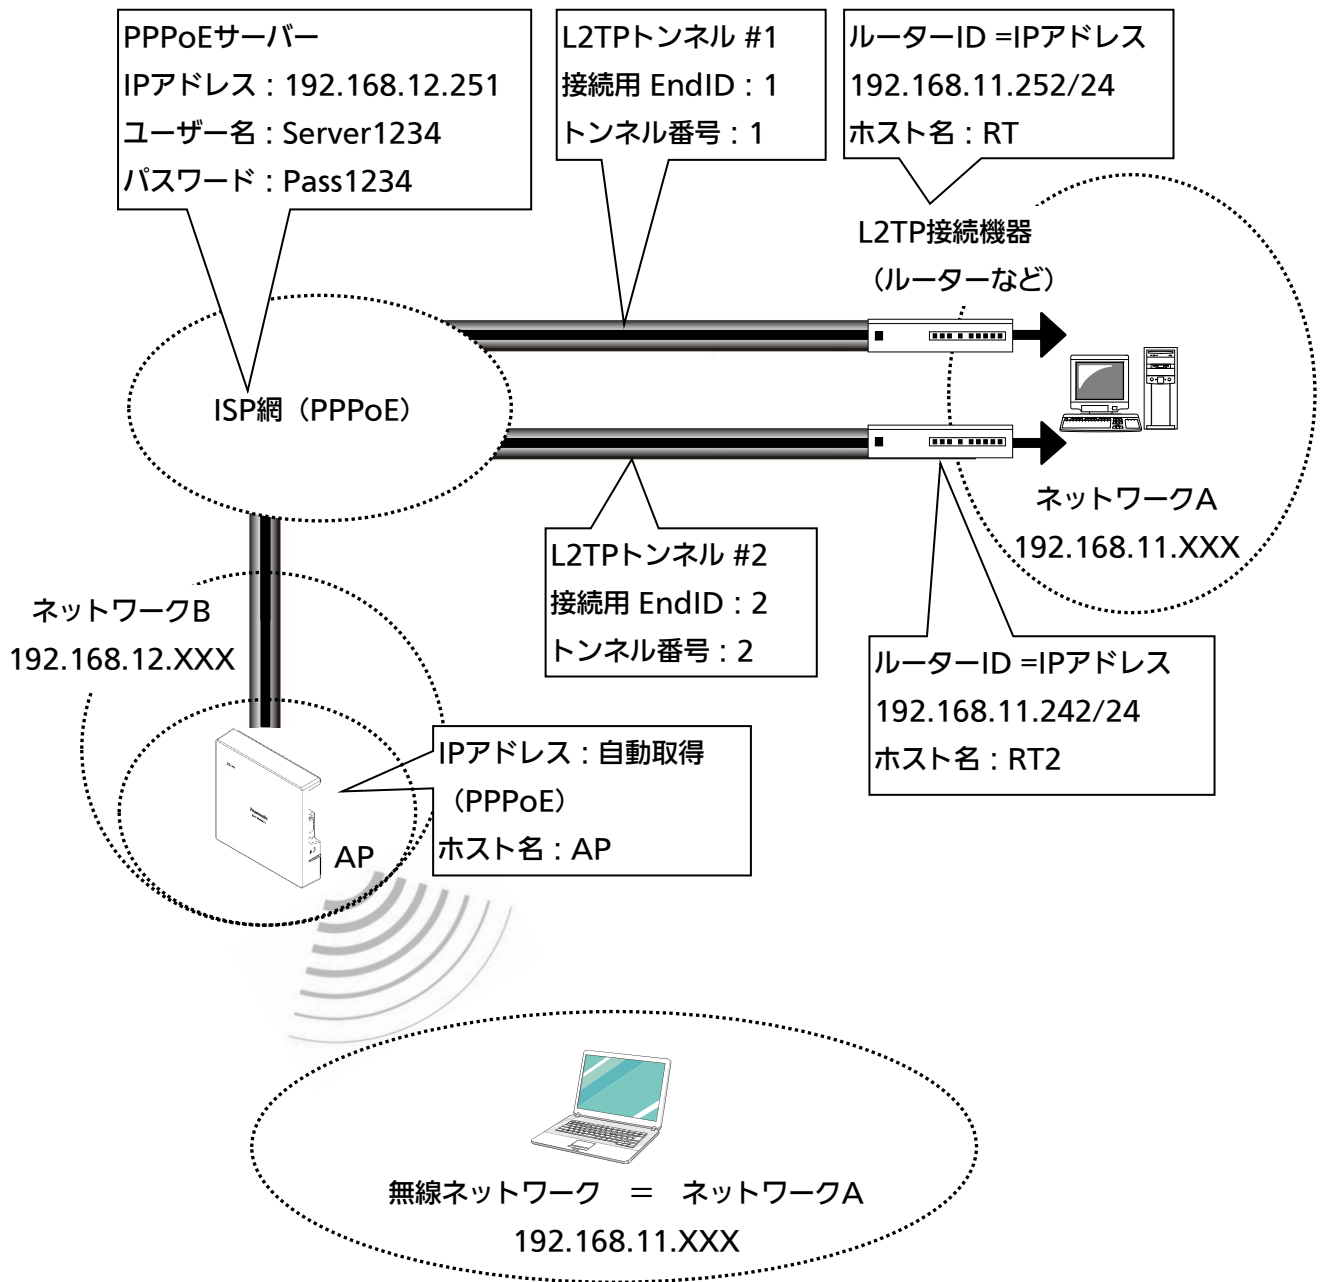 PPPoEサーバー
IPアドレス：192.168.12.251
ユーザー名：Server1234
パスワード：Pass1234
L2TPトンネル #1
接続用 EndID：1
トンネル番号：1
ルーターID =IPアドレス
192.168.11.252/24
ホスト名：RT
L2TP接続機器
（ルーターなど）
ISP網（PPPoE）
ネットワークA
192.168.11.XXX
L2TPトンネル #2
接続用 EndID：2
トンネル番号：2
ネットワークB
192.168.12.XXX
ルーターID =IPアドレス
192.168.11.242/24
ホスト名：RT2
IPアドレス：自動取得
（PPPoE）
ホスト名：AP
AP
無線ネットワーク　＝　ネットワークA
192.168.11.XXX